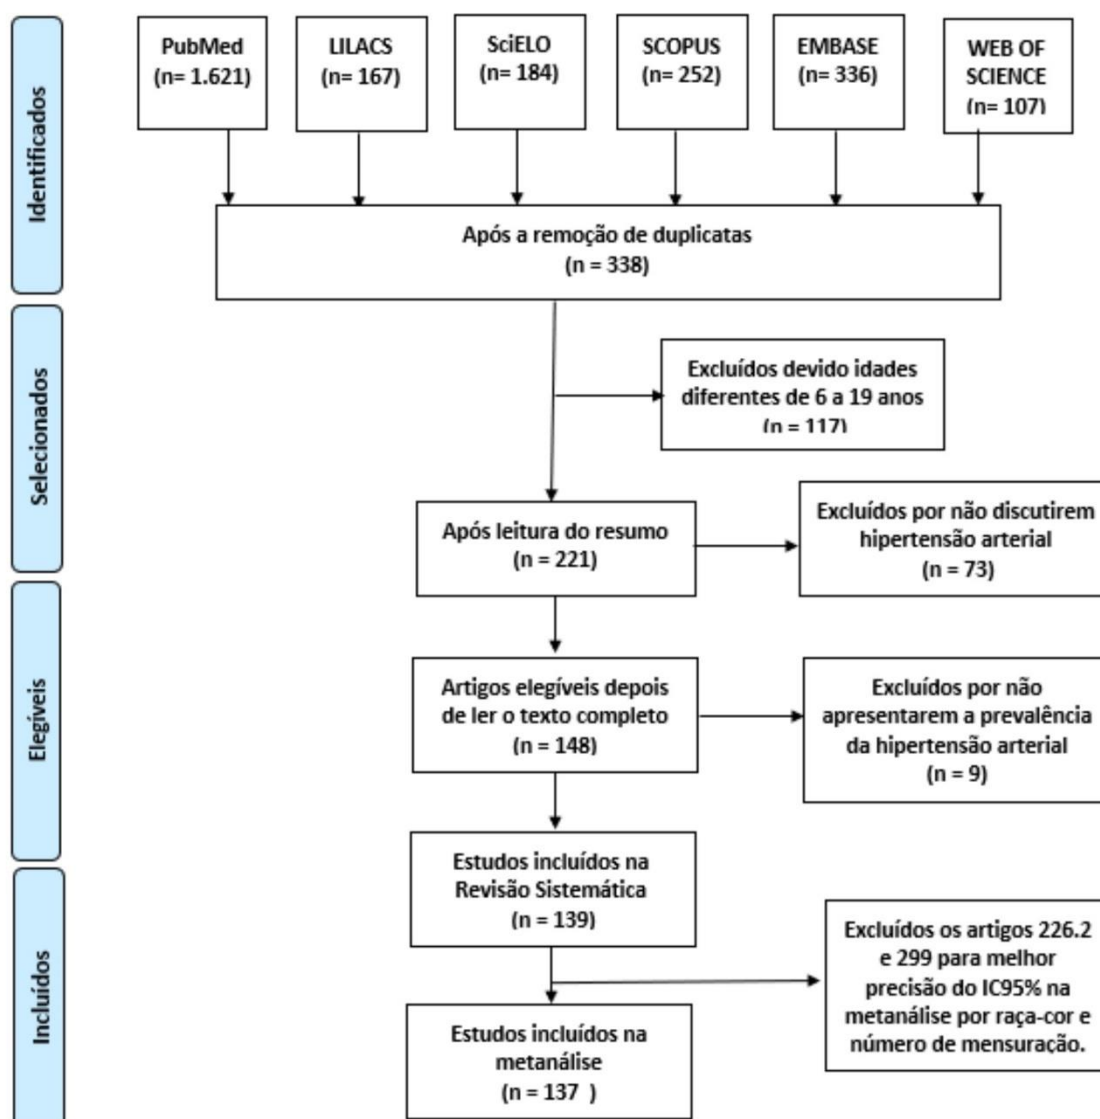 Identificados
PubMed
(n= 1.621)
LILACS
(n= 167)
SciELO
(n= 184)
SCOPUS
(n= 252)
EMBASE
(n= 336)
WEB OF
SCIENCE
(n= 107)
Após a remoção de duplicatas
(n = 338)
Selecionados
Excluídos devido idades
diferentes de 6 a 19 anos
(n = 117)
Após leitura do resumo
(n = 221)
Excluídos por não discutirem
hipertensão arterial
(n = 73)
Elegíveis
Artigos elegíveis depois
de ler o texto completo
(n = 148)
Excluídos por não
apresentarem a prevalência
da hipertensão arterial
(n = 9)
Incluídos
Estudos incluídos na
Revisão Sistemática
(n = 139)
Excluídos os artigos 226.2
e 299 para melhor
precisão do IC95% na
metanálise por raça-cor e
número de mensuração.
Estudos incluídos na
metanálise
(n = 137 )